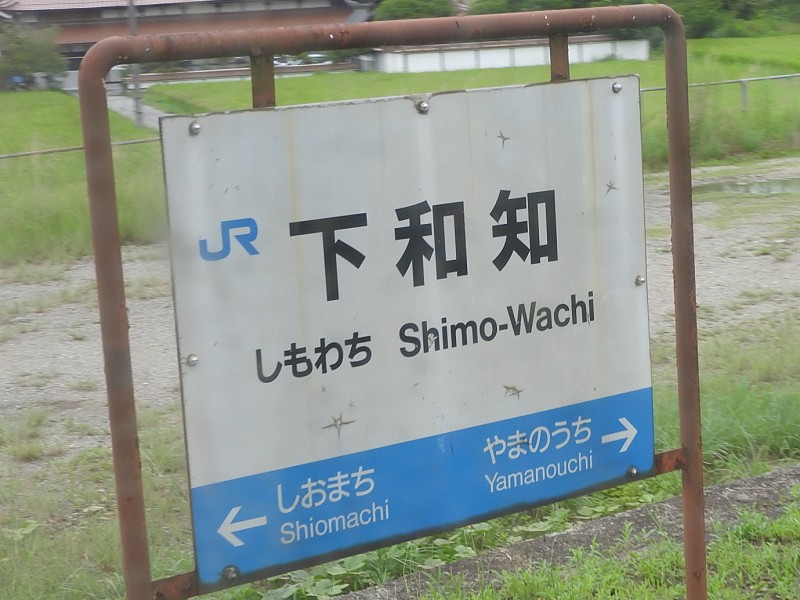 JR 下和知
しもわち Shimo-Wachi
やまのうち →
Yamanouchi
← しおまち
Shiomachi